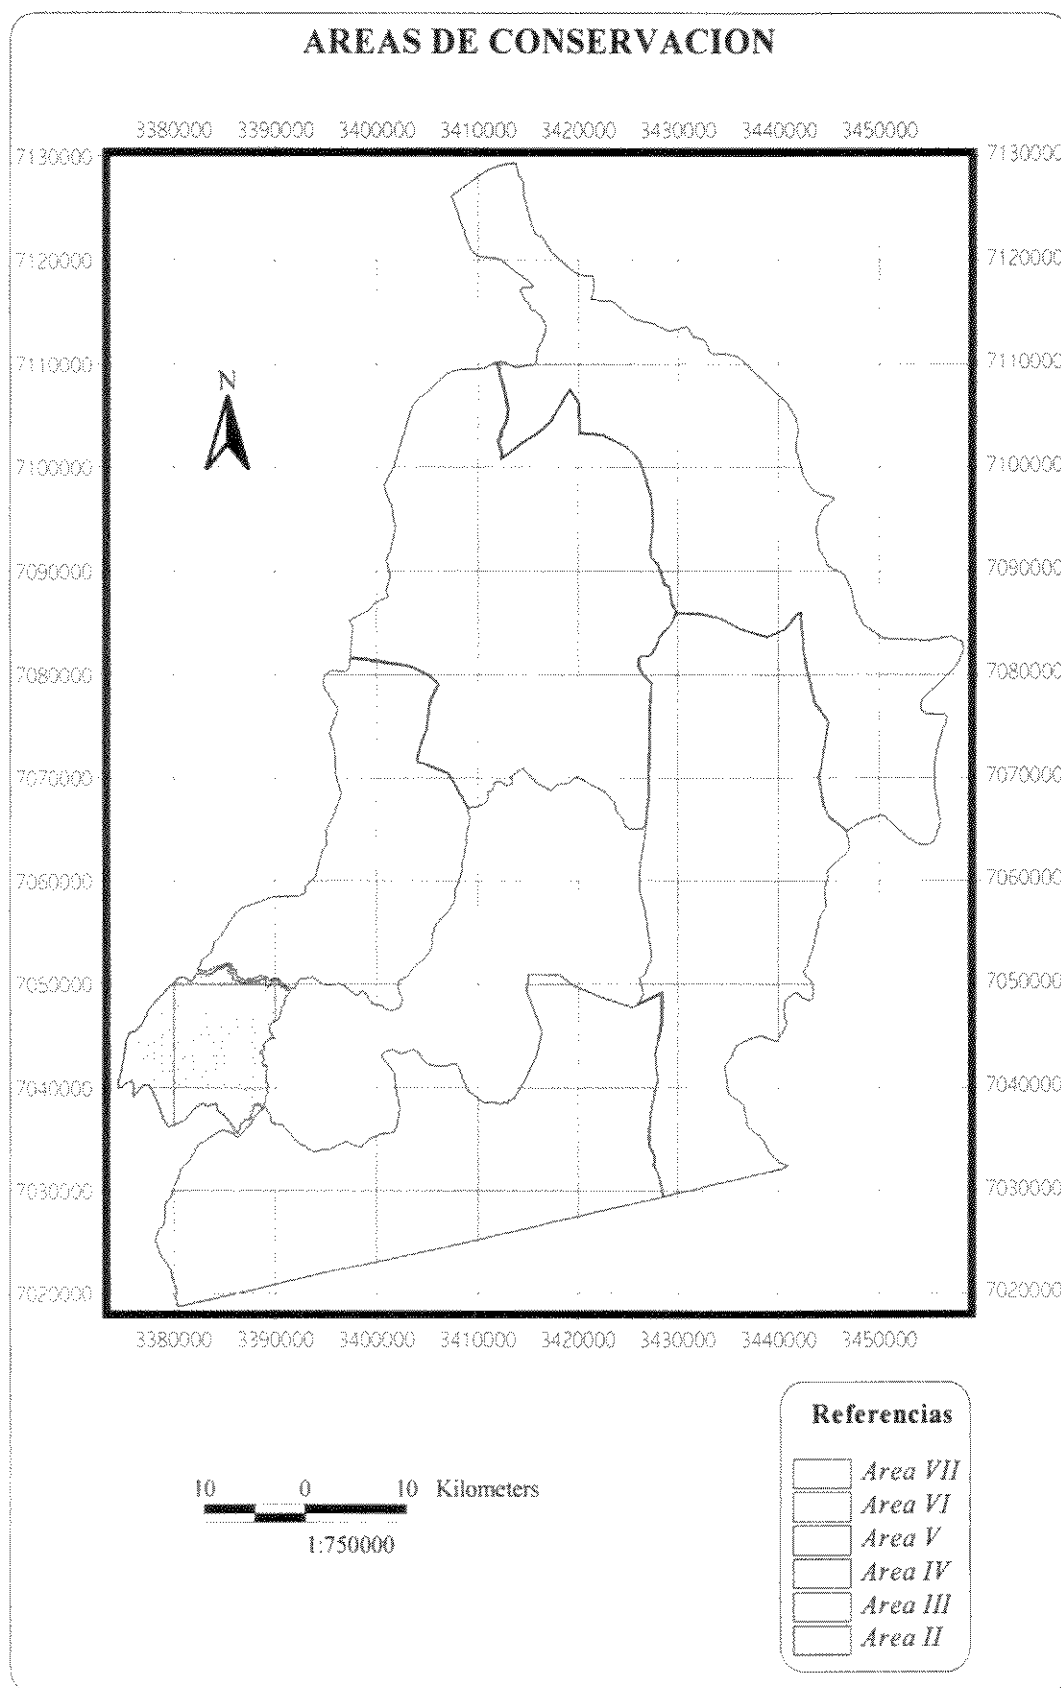 AREAS DE CONSERVACION
3380000 3390000 3400000 3410000 3420000 3430000 3440000 3450000
7130000 7130000
7120000 7120000
7110000 7110000
N
7100000 7100000
7090000 7090000
7080000 7080000
7070000 7070000
7060000 7060000
7050000 7050000
7040000 7040000
7030000 7030000
7020000 7020000
3380000 3390000 3400000 3410000 3420000 3430000 3440000 3450000
Referencias
Area VII
10 0 10 Kilometers
Area VI
Area V
1:750000
Area IV
Area III
Area II